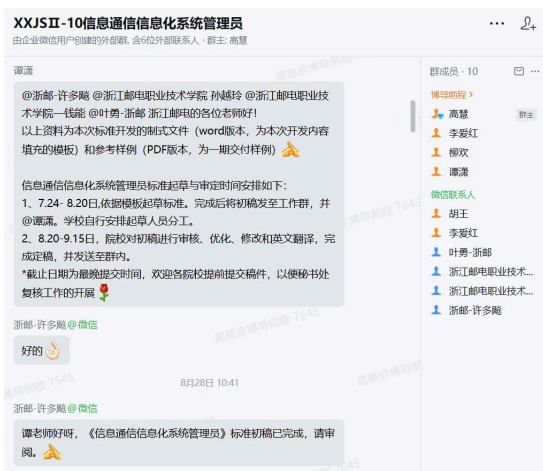 XXJSII-10信息通信信息化系统管理员
由企业微信用户创建的外部群, 含6位外部联系人 · 群主: 高慧
谭潇
@浙邮-许多飚 @浙江邮电职业技术学院 孙越玲 @浙江邮电职业技
术学院—钱能 @叶勇-浙邮 浙江邮电的各位老师好!
以上资料为本次标准开发的制式文件（word版本，为本次开发内容
填充的模板）和参考样例（PDF版本，为一期交付样例）
信息通信信息化系统管理员标准起草与审定时间安排如下：
1、7.24- 8.20日,依据模板起草标准。完成后将初稿发至工作群，并
@谭潇。学校自行安排起草人员分工。
2、8.20-9.15日，院校对初稿进行审核、优化、修改和英文翻译，完
成定稿，并发送至群内。
*截止日期为最晚提交时间，欢迎各院校提前提交稿件，以便秘书处
复核工作的开展
浙邮-许多飚@微信
好的
8月28日 10:41
浙邮-许多飚@微信
谭老师好呀，《信息通信信息化系统管理员》标准初稿已完成，请审
阅。
群成员 · 10
博导前程 >
高慧 群主
李爱红
柳欢
谭潇
微信联系人
胡王
李爱红
叶勇-浙邮
浙江邮电职业技术...
浙江邮电职业技术...
浙邮-许多飚
高慧@博导前程 7645